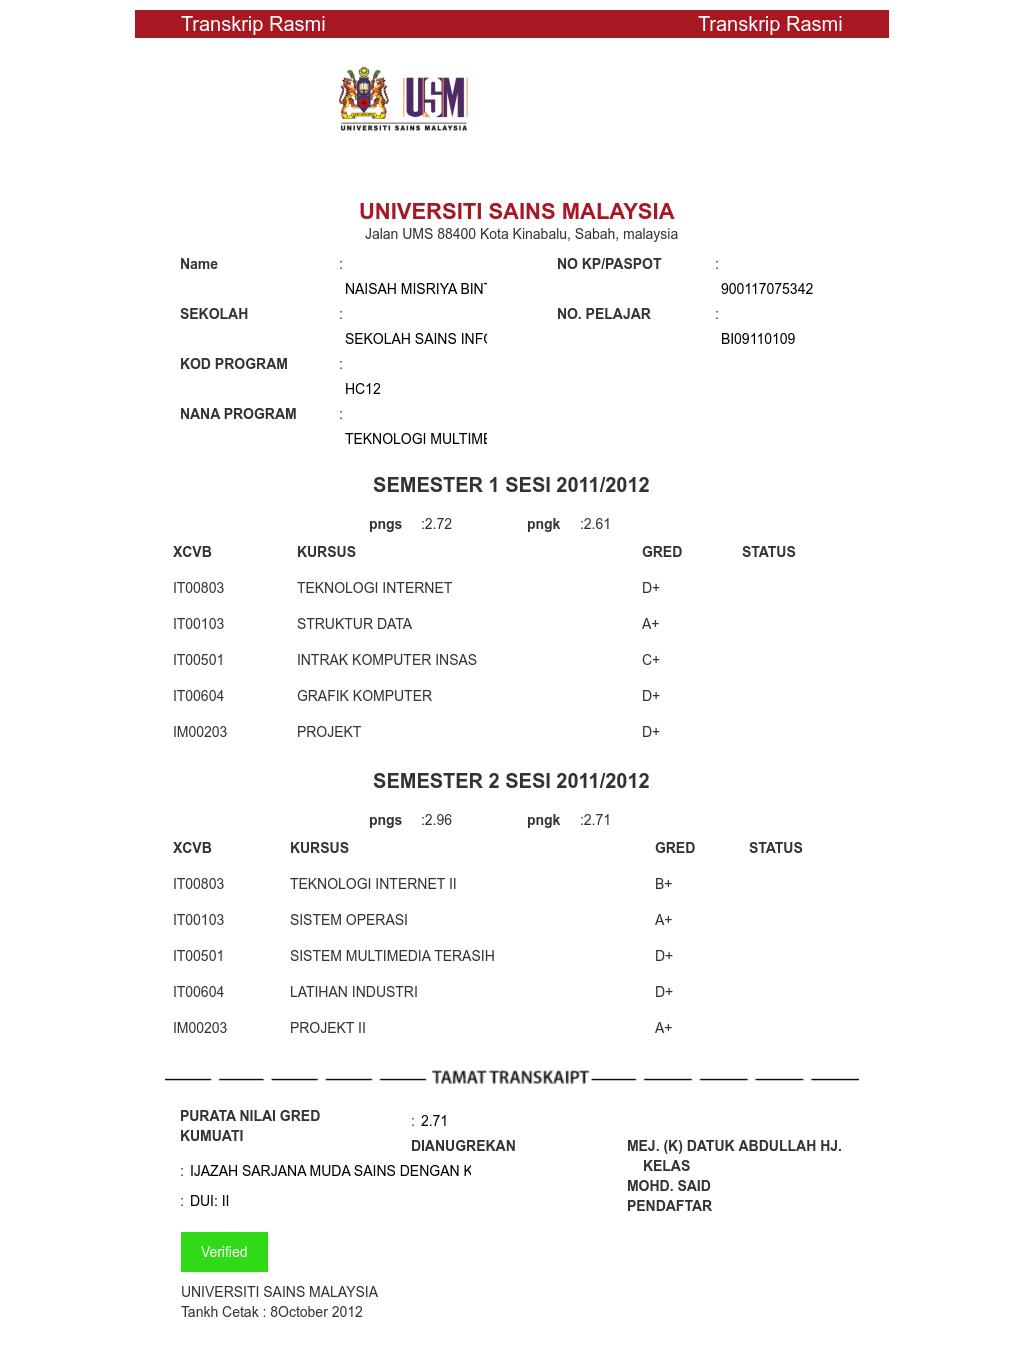 Transkrip Rasmi Transkrip Rasmi
USM
UNIVERSITI SAINS MALAYSIA
UNIVERSITI SAINS MALAYSIA
Jalan UMS 88400 Kota Kinabalu, Sabah, malaysia
Name : NO KP/PASPOT :
NAISAH MISRIYA BINT 900117075342
SEKOLAH : NO. PELAJAR :
SEKOLAH SAINS INFO BI09110109
KOD PROGRAM :
HC12
NANA PROGRAM :
TEKNOLOGI MULTIME
SEMESTER 1 SESI 2011/2012
pngs :2.72 pngk :2.61
XCVB KURSUS GRED STATUS
IT00803 TEKNOLOGI INTERNET D+
IT00103 STRUKTUR DATA A+
IT00501 INTRAK KOMPUTER INSAS C+
IT00604 GRAFIK KOMPUTER D+
IM00203 PROJEKT D+
SEMESTER 2 SESI 2011/2012
pngs :2.96 pngk :2.71
XCVB KURSUS GRED STATUS
IT00803 TEKNOLOGI INTERNET II B+
IT00103 SISTEM OPERASI A+
IT00501 SISTEM MULTIMEDIA TERASIH D+
IT00604 LATIHAN INDUSTRI D+
IM00203 PROJEKT II A+
TAMAT TRANSKAIPT
PURATA NILAI GRED
KUMUATI
: 2.71
DIANUGREKAN
: IJAZAH SARJANA MUDA SAINS DENGAN K
: DUI: II
MEJ. (K) DATUK ABDULLAH HJ.
KELAS
MOHD. SAID
PENDAFTAR
Verified
UNIVERSITI SAINS MALAYSIA
Tankh Cetak : 8October 2012